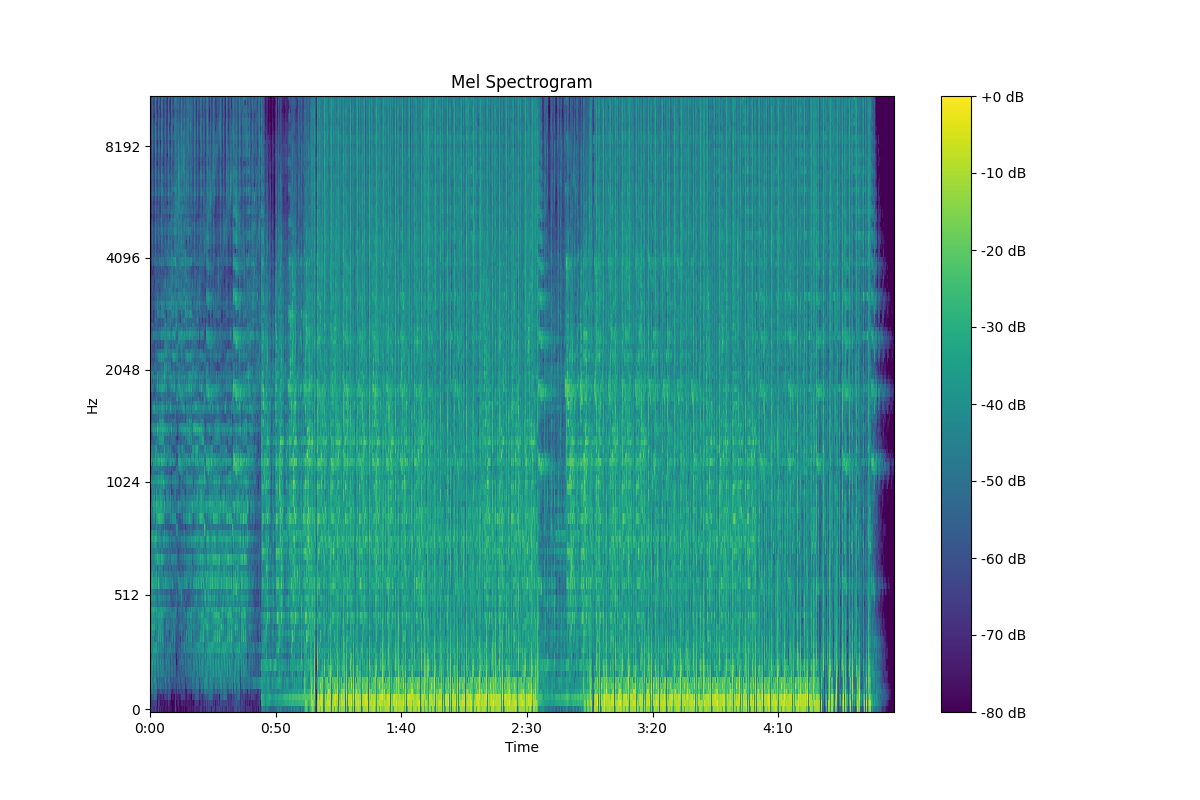 Mel Spectrogram
8192
4096
2048
1024
512
0
Hz
0:00 0:50 1:40 2:30 3:20 4:10
Time
+0 dB
-10 dB
-20 dB
-30 dB
-40 dB
-50 dB
-60 dB
-70 dB
-80 dB